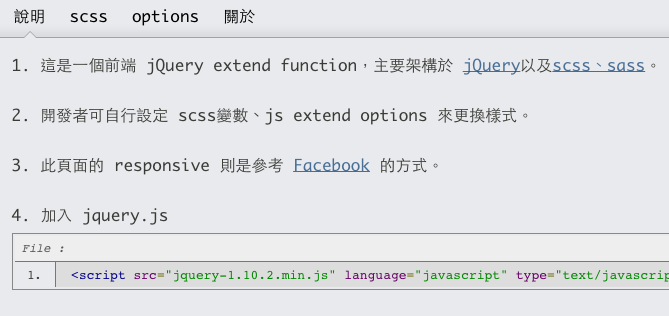 說明 scss options 關於
1. 這是一個前端 jQuery extend function，主要架構於 jQuery以及scss、sass。
2. 開發者可自行設定 scss變數、js extend options 來更換樣式。
3. 此頁面的 responsive 則是參考 Facebook 的方式。
4. 加入 jquery.js
File :
1. <script src="jquery-1.10.2.min.js" language="javascript" type="text/javascrip